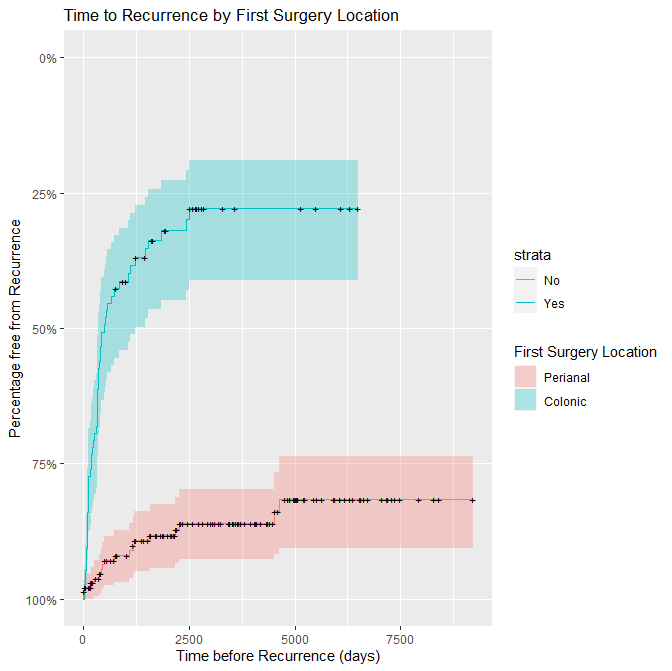 Time to Recurrence by First Surgery Location
Percentage free from Recurrence
0%
25%
50%
75%
100%
0
2500
5000
7500
Time before Recurrence (days)
strata
No
Yes
First Surgery Location
Perianal
Colonic